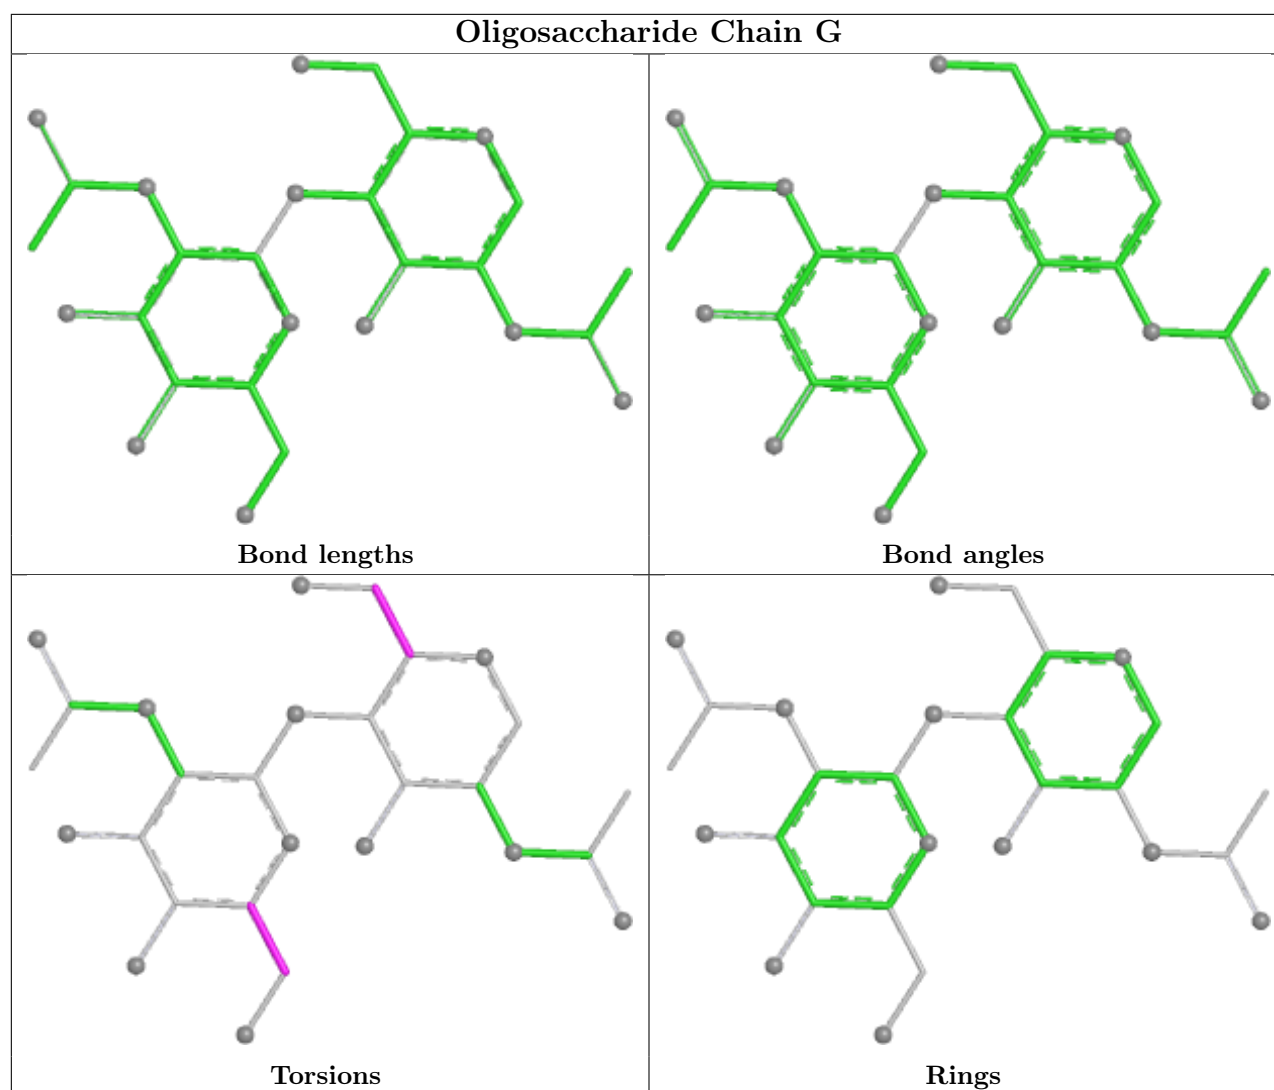 Oligosaccharide Chain G
Bond lengths
Bond angles
Torsions
Rings